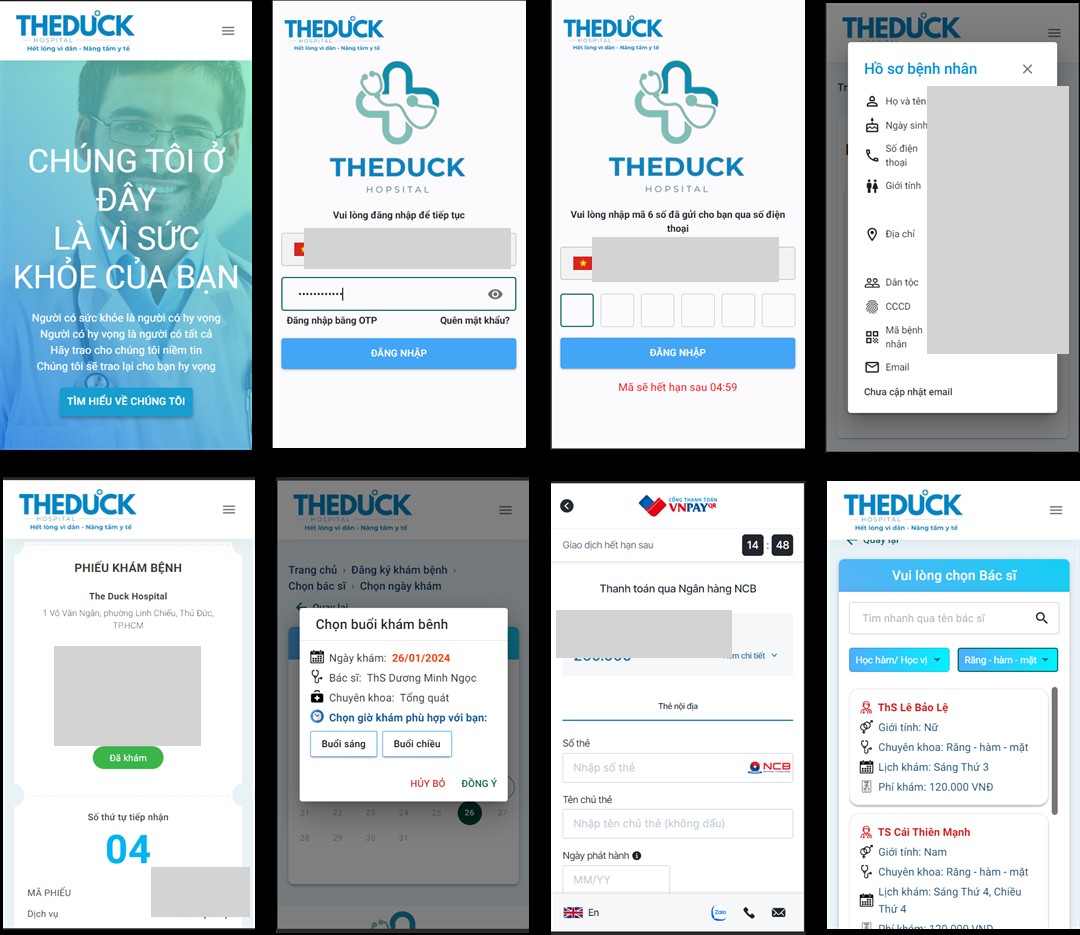 THEDUCK
HOSPITAL
Hết lòng vì dân - Nâng tầm y tế
CHÚNG TÔI Ở
ĐÂY
LÀ VÌ SỨC
KHỎE CỦA BẠN
Người có sức khỏe là người có hy vọng
Người có hy vọng là người có tất cả
Hãy trao cho chúng tôi niềm tin
Chúng tôi sẽ trao lại cho bạn hy vọng
TÌM HIỂU VỀ CHÚNG TÔI
THEDUCK
HOSPITAL
Hết lòng vì dân - Nâng tầm y tế
THEDUCK
HOPSITAL
Vui lòng đăng nhập để tiếp tục
••••••••••••
Đăng nhập bằng OTP Quên mật khẩu?
ĐĂNG NHẬP
THEDUCK
HOSPITAL
Hết lòng vì dân - Nâng tầm y tế
THEDUCK
HOPSITAL
Vui lòng nhập mã 6 số đã gửi cho bạn qua số điện
thoại
ĐĂNG NHẬP
Mã sẽ hết hạn sau 04:59
THEDUCK
Hồ sơ bệnh nhân
Họ và tên
Ngày sinh
Số điện
thoại
Giới tính
Địa chỉ
Dân tộc
CCCD
Mã bệnh
nhân
Email
Chưa cập nhật email
THEDUCK
HOSPITAL
Hết lòng vì dân - Nâng tầm y tế
PHIẾU KHÁM BỆNH
The Duck Hospital
1 Võ Văn Ngân, phường Linh Chiểu, Thủ Đức,
TP.HCM
Đã khám
Số thứ tự tiếp nhận
04
MÃ PHIẾU
Dịch vụ
THEDUCK
HOSPITAL
Hết lòng vì dân - Nâng tầm y tế
Trang chủ › Đăng ký khám bệnh ›
Chọn bác sĩ › Chọn ngày khám
Quay lại
Chọn buổi khám bênh
Ngày khám: 26/01/2024
Bác sĩ: ThS Dương Minh Ngọc
Chuyên khoa: Tổng quát
Chọn giờ khám phù hợp với bạn:
Buổi sáng Buổi chiều
HỦY BỎ ĐỒNG Ý
21 22 23 24 25 26 27
28 29 30 31
CỔNG THANH TOÁN
VNPAYQR
Giao dịch hết hạn sau 14 : 48
Thanh toán qua Ngân hàng NCB
Xem chi tiết
Thẻ nội địa
Số thẻ
Nhập số thẻ NCB
Tên chủ thẻ
Nhập tên chủ thẻ (không dấu)
Ngày phát hành
MM/YY
En Zalo
THEDUCK
HOSPITAL
Hết lòng vì dân - Nâng tầm y tế
Quay lại
Vui lòng chọn Bác sĩ
Tìm nhanh qua tên bác sĩ
Học hàm/ Học vị Răng - hàm - mặt
ThS Lê Bảo Lệ
Giới tính: Nữ
Chuyên khoa: Răng - hàm - mặt
Lịch khám: Sáng Thứ 3
Phí khám: 120.000 VNĐ
TS Cái Thiên Mạnh
Giới tính: Nam
Chuyên khoa: Răng - hàm - mặt
Lịch khám: Sáng Thứ 4, Chiều
Thứ 4
Phí khám: 120.000 VNĐ